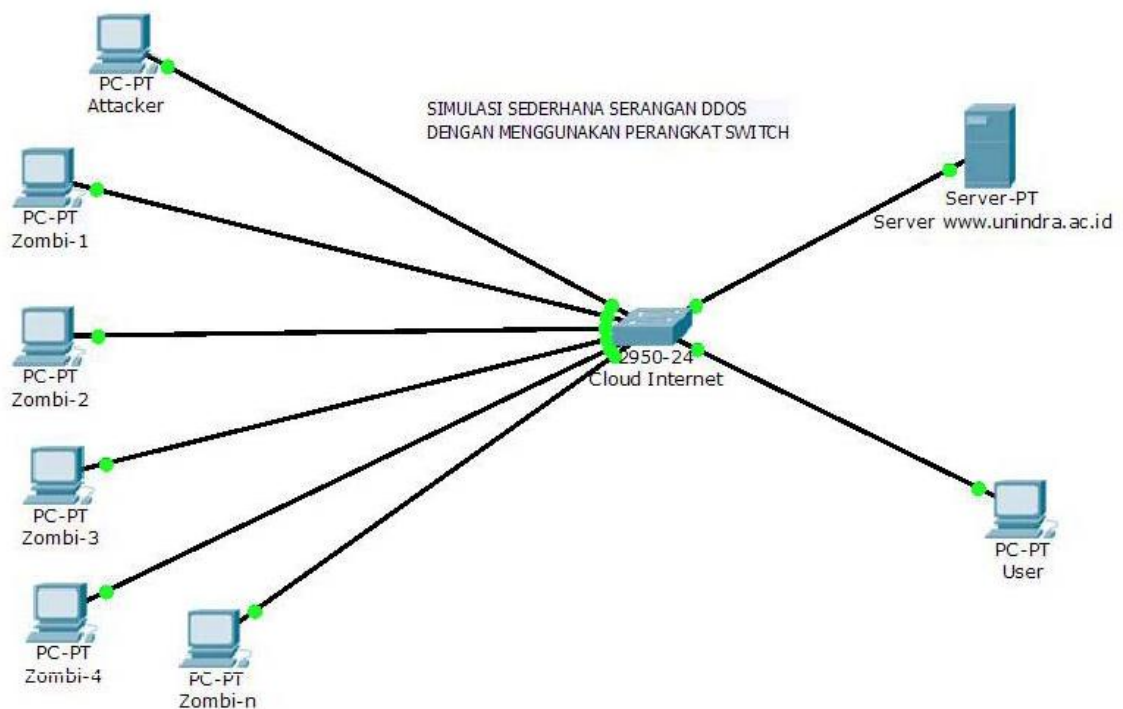 PC-PT
Attacker
SIMULASI SEDERHANA SERANGAN DDOS
DENGAN MENGGUNAKAN PERANGKAT SWITCH
PC-PT
Zombi-1
Server-PT
Server www.unindra.ac.id
PC-PT
Zombi-2
2950-24
Cloud Internet
PC-PT
Zombi-3
PC-PT
User
PC-PT
Zombi-4
PC-PT
Zombi-n